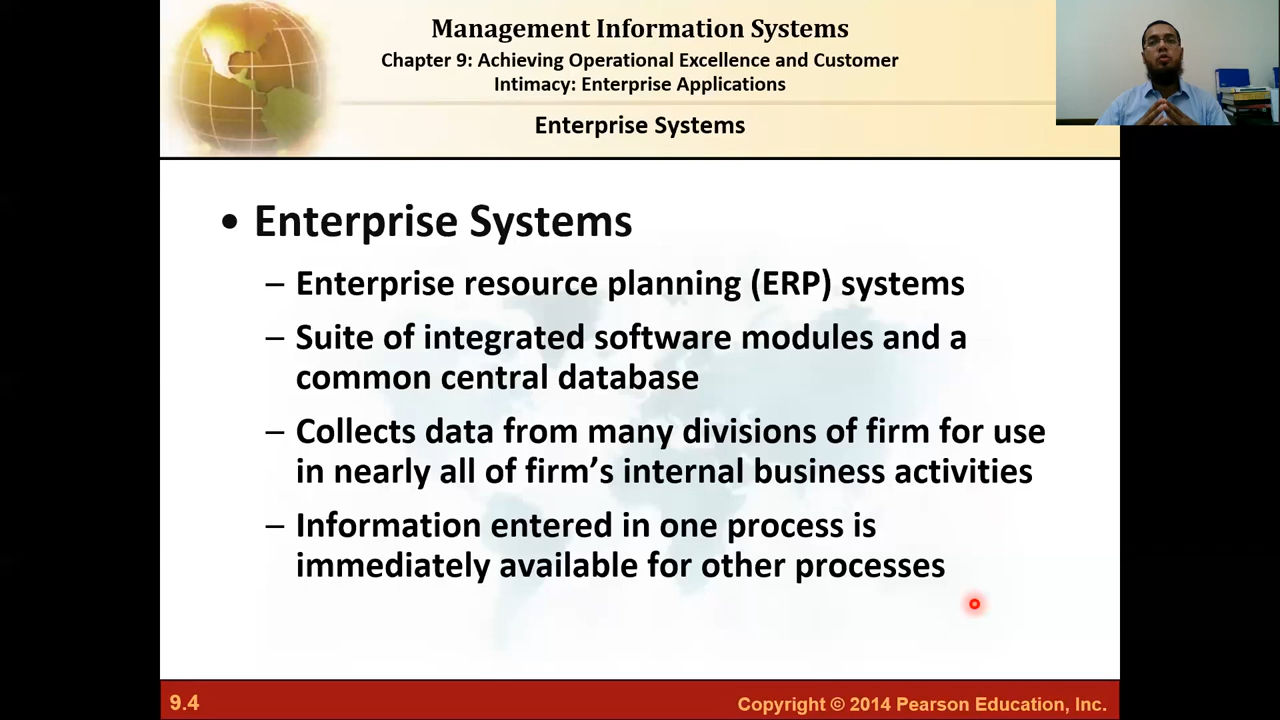 Management Information Systems
Chapter 9: Achieving Operational Excellence and Customer
Intimacy: Enterprise Applications
Enterprise Systems
• Enterprise Systems
– Enterprise resource planning (ERP) systems
– Suite of integrated software modules and a
common central database
– Collects data from many divisions of firm for use
in nearly all of firm’s internal business activities
– Information entered in one process is
immediately available for other processes
9.4
Copyright © 2014 Pearson Education, Inc.